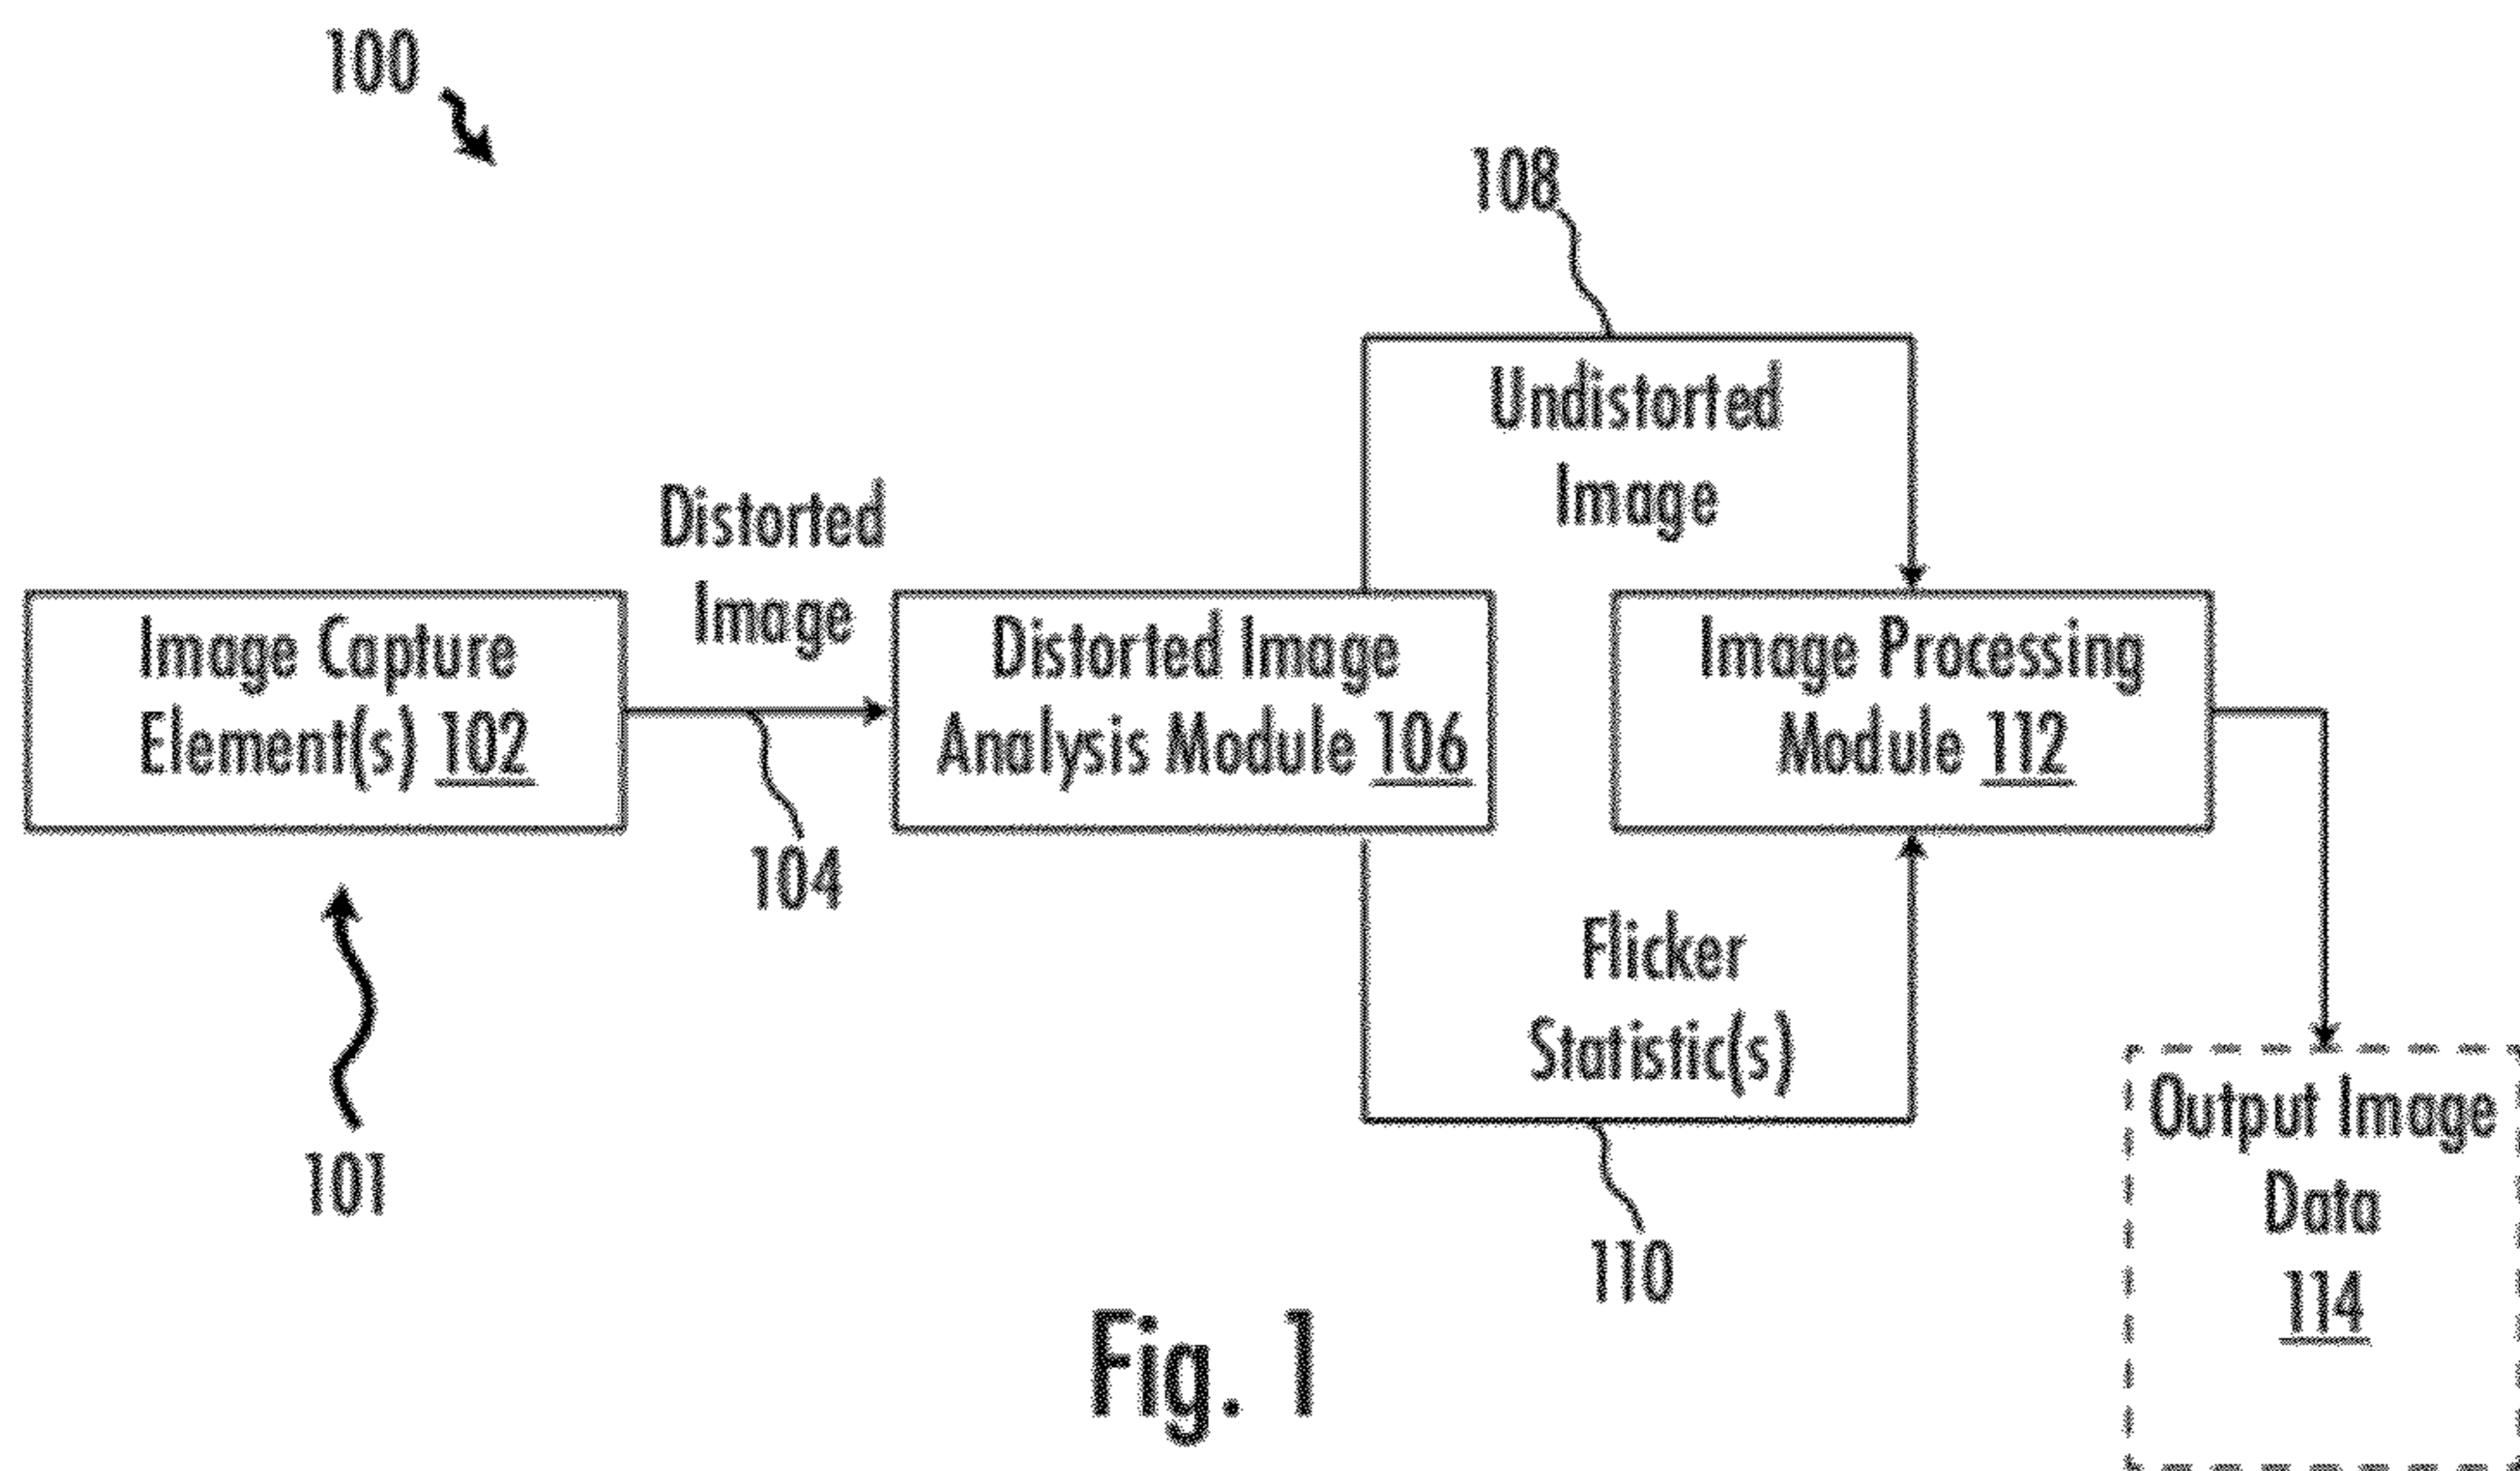 100
108
Undistorted
Image
Distorted
Image
Image Capture
Element(s) 102
Distorted Image
Analysis Module 106
Image Processing
Module 112
104
Flicker
Statistic(s)
101
110
Output Image
Data
114
Fig. 1